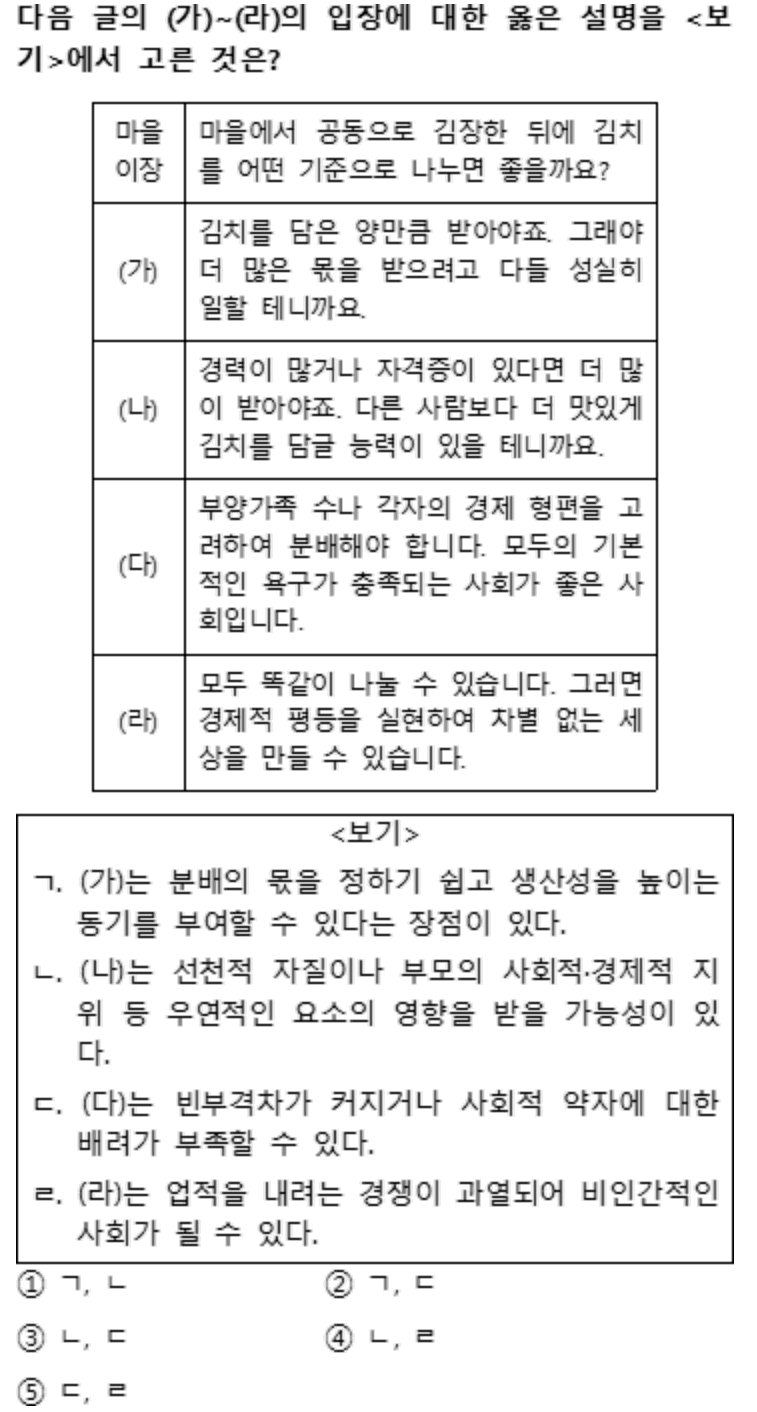 다음 글의 (가)~(라)의 입장에 대한 옳은 설명을 <보
기>에서 고른 것은?
마을
이장
마을에서 공동으로 김장한 뒤에 김치
를 어떤 기준으로 나누면 좋을까요?
(가)
김치를 담은 양만큼 받아야죠. 그래야
더 많은 몫을 받으려고 다들 성실히
일할 테니까요.
(나)
경력이 많거나 자격증이 있다면 더 많
이 받아야죠. 다른 사람보다 더 맛있게
김치를 담글 능력이 있을 테니까요.
(다)
부양가족 수나 각자의 경제 형편을 고
려하여 분배해야 합니다. 모두의 기본
적인 욕구가 충족되는 사회가 좋은 사
회입니다.
(라)
모두 똑같이 나눌 수 있습니다. 그러면
경제적 평등을 실현하여 차별 없는 세
상을 만들 수 있습니다.
<보기>
ㄱ. (가)는 분배의 몫을 정하기 쉽고 생산성을 높이는
동기를 부여할 수 있다는 장점이 있다.
ㄴ. (나)는 선천적 자질이나 부모의 사회적·경제적 지
위 등 우연적인 요소의 영향을 받을 가능성이 있
다.
ㄷ. (다)는 빈부격차가 커지거나 사회적 약자에 대한
배려가 부족할 수 있다.
ㄹ. (라)는 업적을 내려는 경쟁이 과열되어 비인간적인
사회가 될 수 있다.
① ㄱ, ㄴ ② ㄱ, ㄷ
③ ㄴ, ㄷ ④ ㄴ, ㄹ
⑤ ㄷ, ㄹ